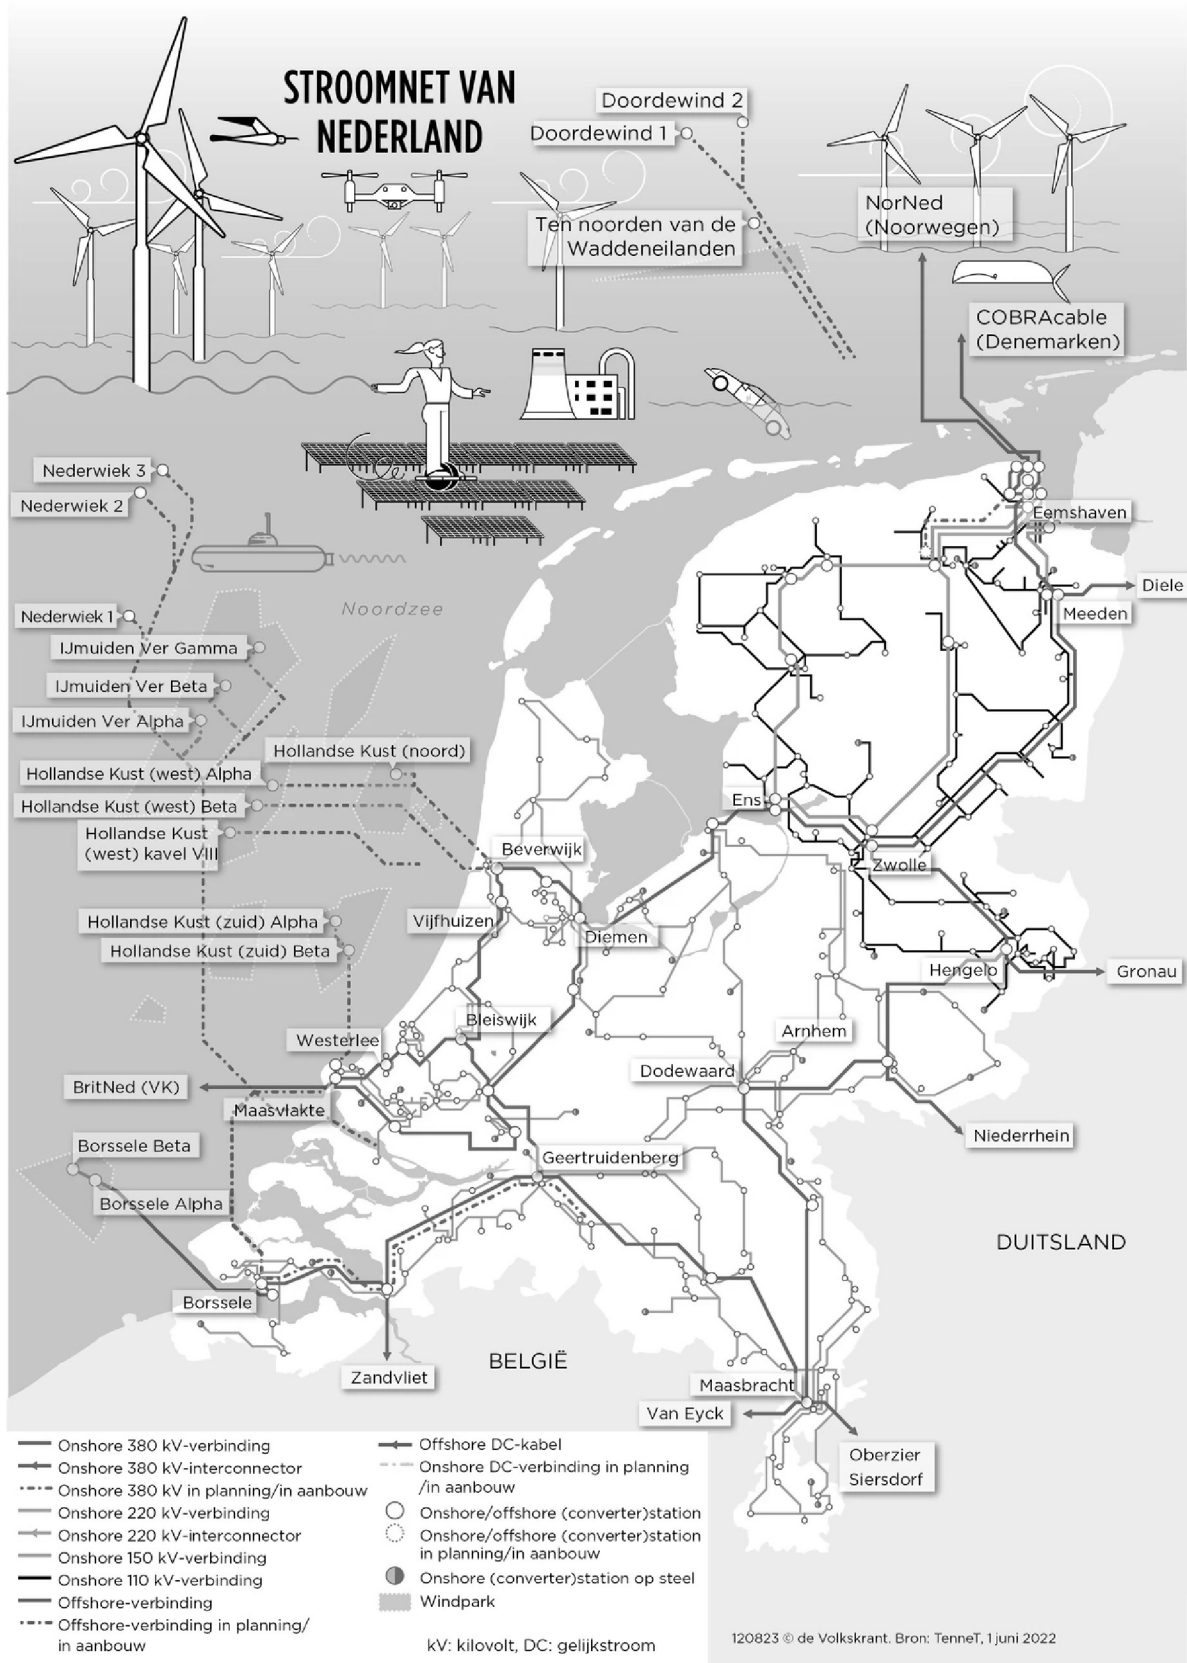 STROOMNET VAN
NEDERLAND
Doordewind 2
Doordewind 1
Ten noorden van de
Waddeneilanden
NorNed
(Noorwegen)
COBRAcable
(Denemarken)
Nederwiek 3
Nederwiek 2
Eemshaven
Noordzee
Diele
Meeden
Nederwiek 1
IJmuiden Ver Gamma
IJmuiden Ver Beta
IJmuiden Ver Alpha
Hollandse Kust (noord)
Hollandse Kust (west) Alpha
Hollandse Kust (west) Beta
Hollandse Kust
(west) kavel VIII
Ens
Beverwijk
Zwolle
Hollandse Kust (zuid) Alpha
Vijfhuizen
Diemen
Hollandse Kust (zuid) Beta
Hengelo
Gronau
Bleiswijk
Arnhem
Westerlee
Dodewaard
BritNed (VK)
Maasvlakte
Niederrhein
Borssele Beta
Geertruidenberg
Borssele Alpha
DUITSLAND
Borssele
BELGIË
Zandvliet
Maasbracht
Van Eyck
Oberzier
Siersdorf
Onshore 380 kV-verbinding
Onshore 380 kV-interconnector
Onshore 380 kV in planning/in aanbouw
Onshore 220 kV-verbinding
Onshore 220 kV-interconnector
Onshore 150 kV-verbinding
Onshore 110 kV-verbinding
Offshore-verbinding
Offshore-verbinding in planning/
in aanbouw
Offshore DC-kabel
Onshore DC-verbinding in planning
/in aanbouw
Onshore/offshore (converter)station
Onshore/offshore (converter)station
in planning/in aanbouw
Onshore (converter)station op steel
Windpark
kV: kilovolt, DC: gelijkstroom
120823 © de Volkskrant. Bron: TenneT, 1 juni 2022